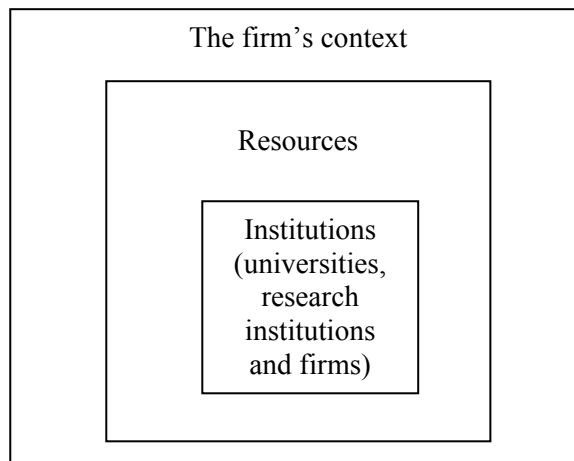 The firm’s context
Resources
Institutions
(universities,
research
institutions
and firms)